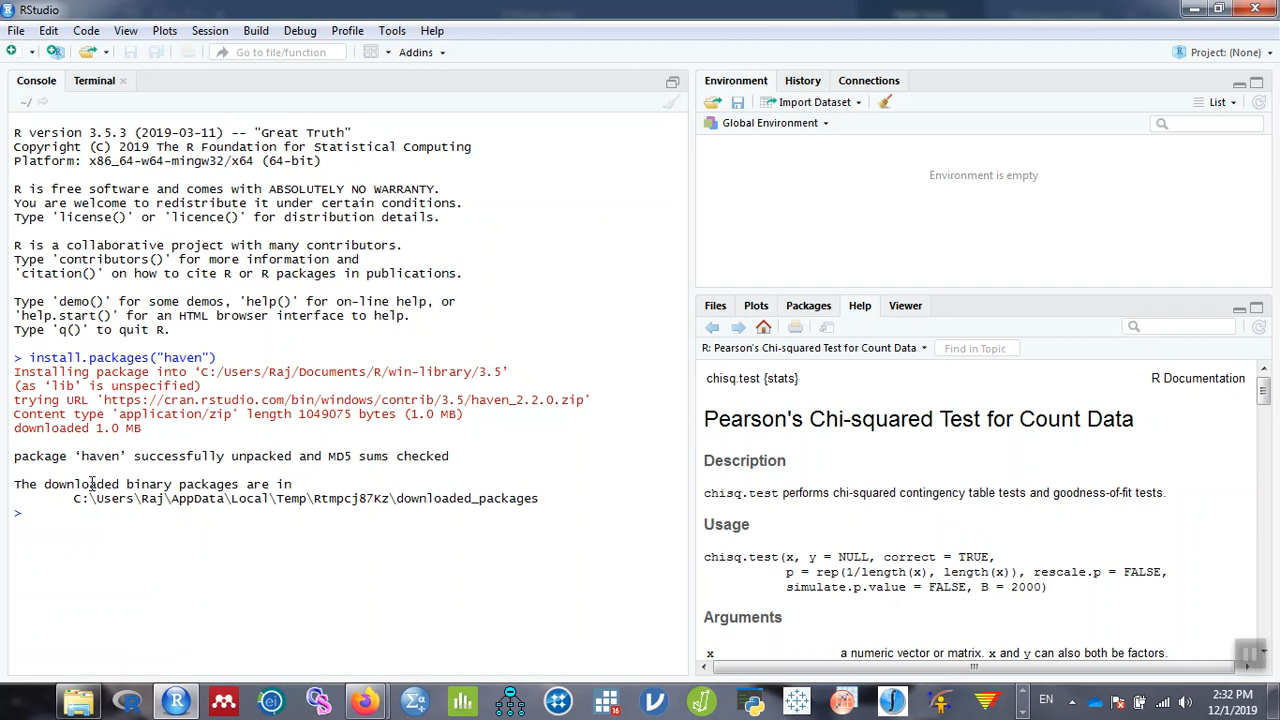 RStudio
File Edit Code View Plots Session Build Debug Profile Tools Help
Go to file/function Addins Project: (None)
Console Terminal
~/
R version 3.5.3 (2019-03-11) -- "Great Truth"
Copyright (C) 2019 The R Foundation for Statistical Computing
Platform: x86_64-w64-mingw32/x64 (64-bit)
R is free software and comes with ABSOLUTELY NO WARRANTY.
You are welcome to redistribute it under certain conditions.
Type 'license()' or 'licence()' for distribution details.
R is a collaborative project with many contributors.
Type 'contributors()' for more information and
'citation()' on how to cite R or R packages in publications.
Type 'demo()' for some demos, 'help()' for on-line help, or
'help.start()' for an HTML browser interface to help.
Type 'q()' to quit R.
> install.packages("haven")
Installing package into ‘C:/Users/Raj/Documents/R/win-library/3.5’
(as ‘lib’ is unspecified)
trying URL 'https://cran.rstudio.com/bin/windows/contrib/3.5/haven_2.2.0.zip'
Content type 'application/zip' length 1049075 bytes (1.0 MB)
downloaded 1.0 MB
package ‘haven’ successfully unpacked and MD5 sums checked
The downloaded binary packages are in
C:\Users\Raj\AppData\Local\Temp\Rtmpcj87Kz\downloaded_packages
>
Environment History Connections
Import Dataset List
Global Environment
Environment is empty
Files Plots Packages Help Viewer
R: Pearson's Chi-squared Test for Count Data Find in Topic
chisq.test {stats} R Documentation
Pearson's Chi-squared Test for Count Data
Description
chisq.test performs chi-squared contingency table tests and goodness-of-fit tests.
Usage
chisq.test(x, y = NULL, correct = TRUE,
p = rep(1/length(x), length(x)), rescale.p = FALSE,
simulate.p.value = FALSE, B = 2000)
Arguments
x a numeric vector or matrix. x and y can also both be factors.
EN 2:32 PM
12/1/2019